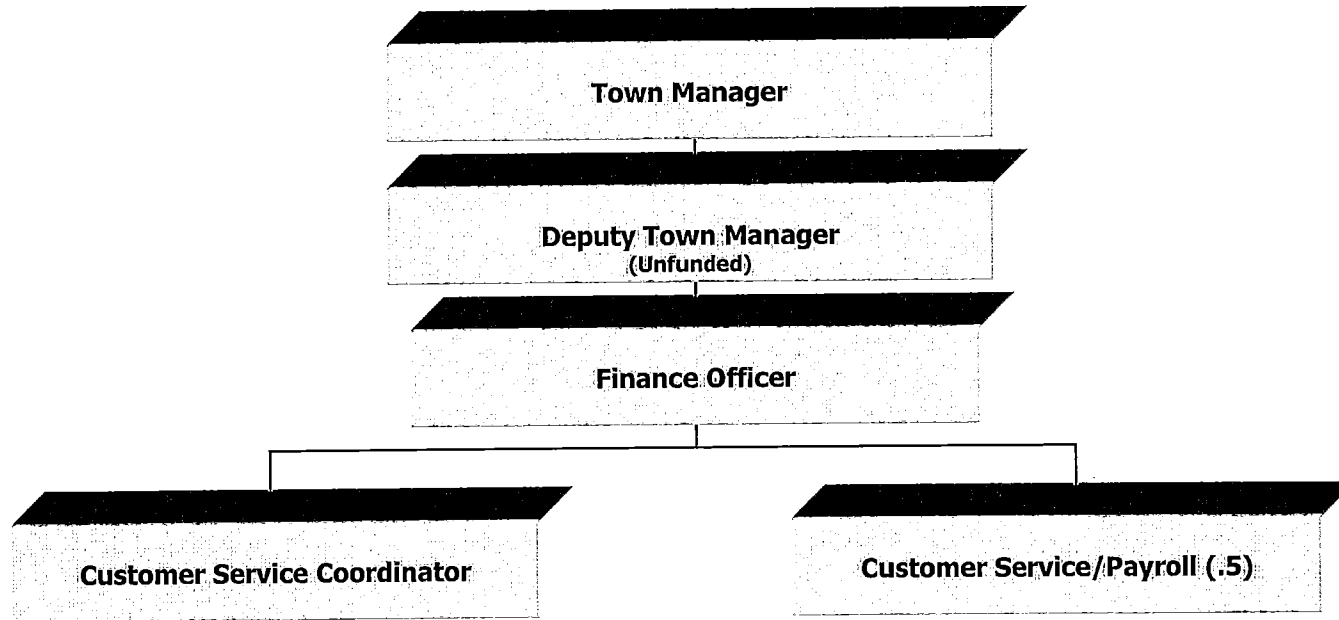 Town Manager
Deputy Town Manager
(Unfunded)
Finance Officer
Customer Service Coordinator
Customer Service/Payroll (.5)